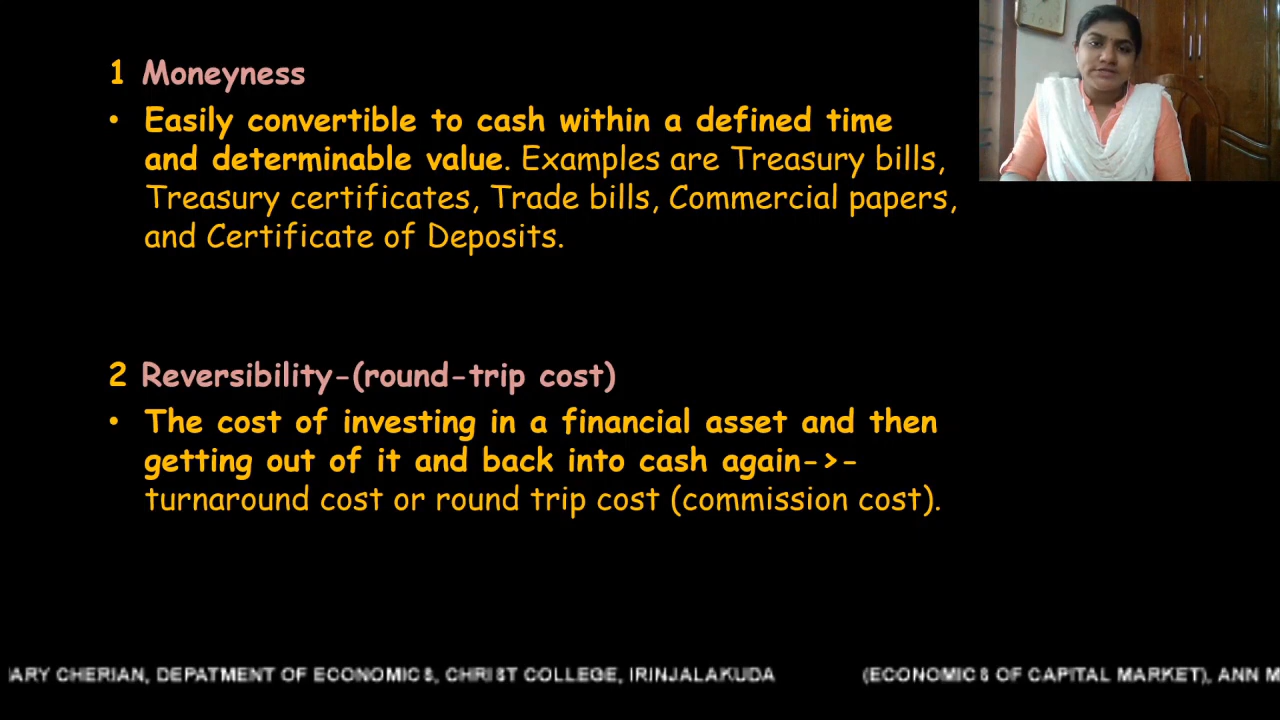 1 Moneyness
• Easily convertible to cash within a defined time
and determinable value. Examples are Treasury bills,
Treasury certificates, Trade bills, Commercial papers,
and Certificate of Deposits.
2 Reversibility-(round-trip cost)
• The cost of investing in a financial asset and then
getting out of it and back into cash again->-
turnaround cost or round trip cost (commission cost).
IARY CHERIAN, DEPATMENT OF ECONOMICS, CHRIST COLLEGE, IRINJALAKUDA (ECONOMICS OF CAPITAL MARKET), ANN M